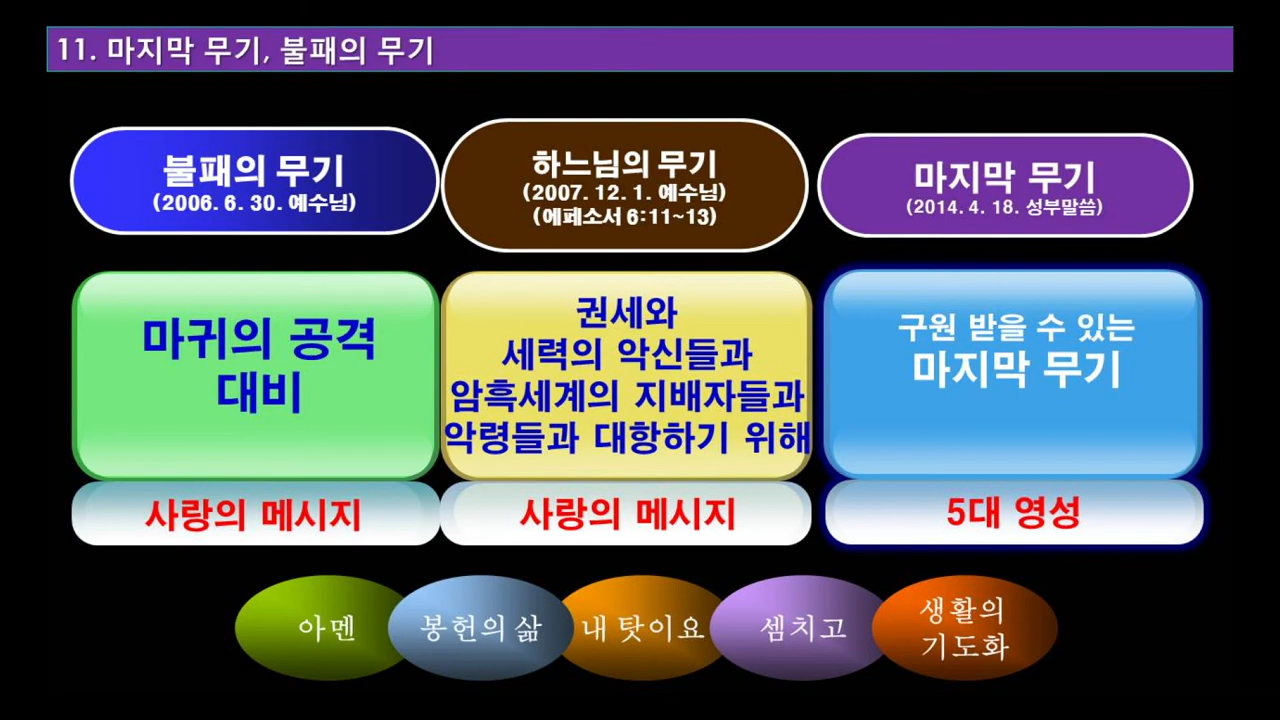 11. 마지막 무기, 불패의 무기
불패의 무기
(2006. 6. 30. 예수님)
하느님의 무기
(2007. 12. 1. 예수님)
(에페소서 6:11~13)
마지막 무기
(2014. 4. 18. 성부말씀)
마귀의 공격
대비
권세와
세력의 악신들과
암흑세계의 지배자들과
악령들과 대항하기 위해
구원 받을 수 있는
마지막 무기
사랑의 메시지
사랑의 메시지
5대 영성
아멘
봉헌의 삶
내 탓이요
셈치고
생활의
기도화